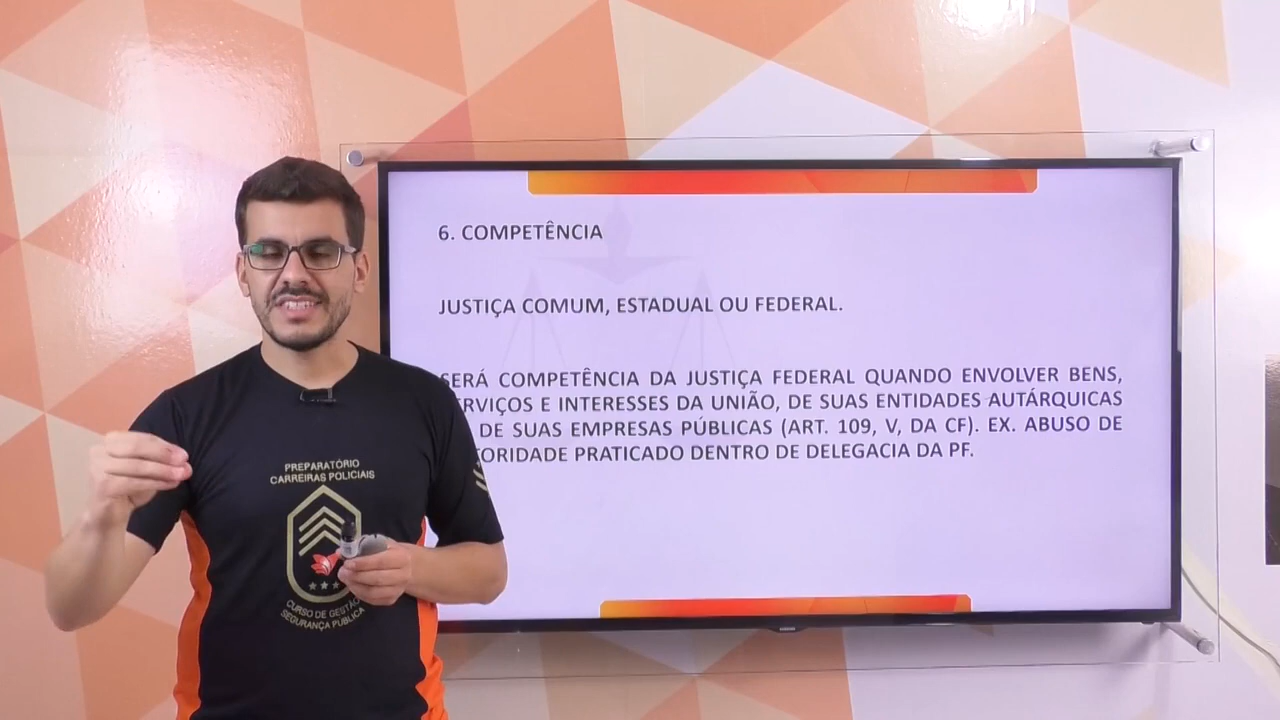 6. COMPETÊNCIA
JUSTIÇA COMUM, ESTADUAL OU FEDERAL.
SERÁ COMPETÊNCIA DA JUSTIÇA FEDERAL QUANDO ENVOLVER BENS,
ERVIÇOS E INTERESSES DA UNIÃO, DE SUAS ENTIDADES AUTÁRQUICAS
DE SUAS EMPRESAS PÚBLICAS (ART. 109, V, DA CF). EX. ABUSO DE
TORIDADE PRATICADO DENTRO DE DELEGACIA DA PF.
PREPARATÓRIO
CARREIRAS POLICIAIS
CURSO DE GESTÃO
SEGURANÇA PÚBLICA